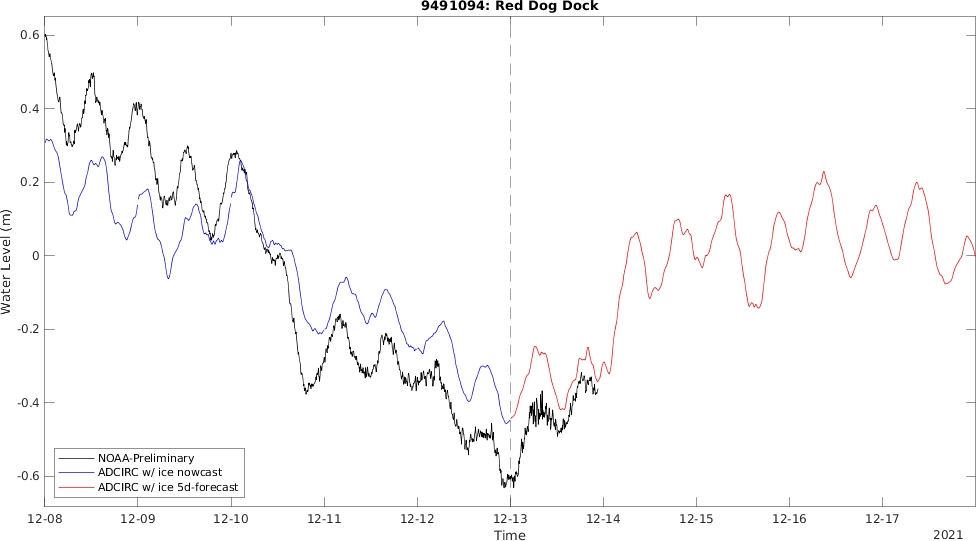 9491094: Red Dog Dock
0.6
0.4
0.2
0
-0.2
-0.4
-0.6
Water Level (m)
NOAA-Preliminary
ADCIRC w/ ice nowcast
ADCIRC w/ ice 5d-forecast
12-08 12-09 12-10 12-11 12-12 12-13 12-14 12-15 12-16 12-17
Time
2021